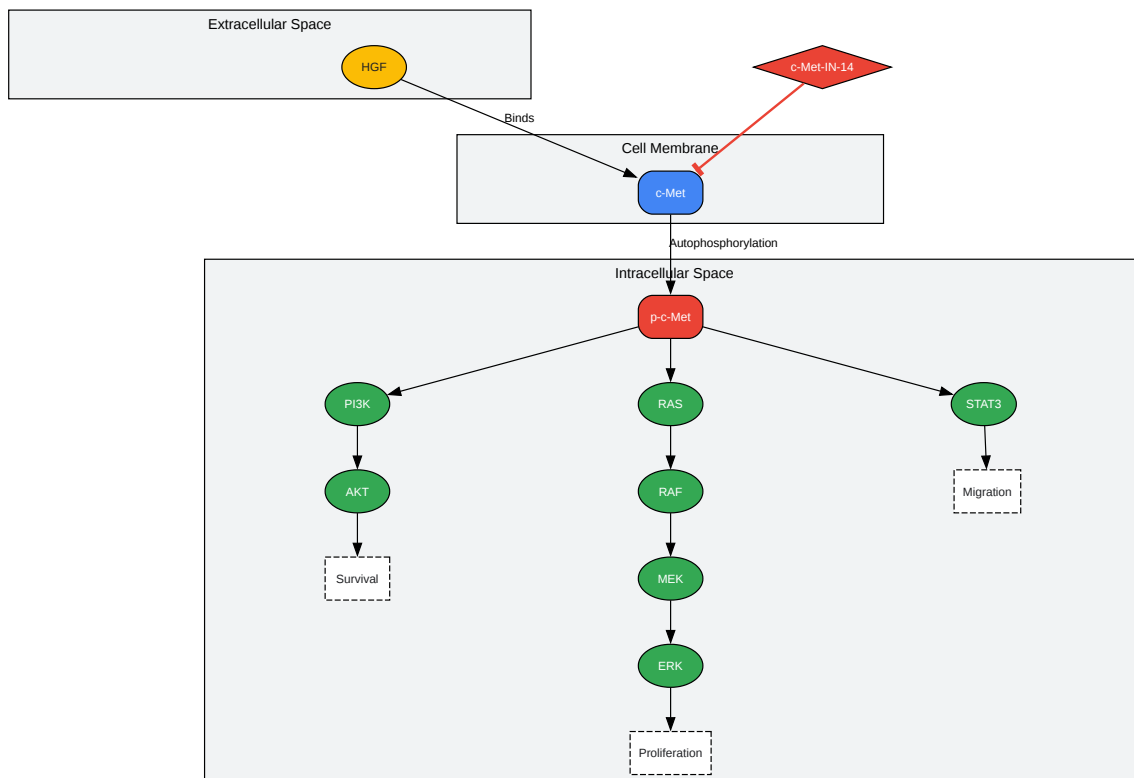 Extracellular Space
HGF
c-Met-IN-14
Binds
Cell Membrane
c-Met
Autophosphorylation
Intracellular Space
p-c-Met
PI3K
RAS
STAT3
AKT
RAF
Migration
Survival
MEK
ERK
Proliferation